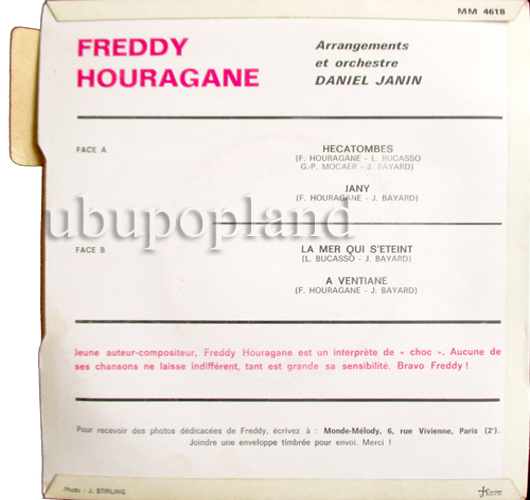 MM 4618
FREDDY
HOURAGANE
Arrangements
et orchestre
DANIEL JANIN
FACE A
HECATOMBES
(F. HOURAGANE - L. BUCASSO
G.-P. MOCAER - J. BAYARD)
JANY
(F. HOURAGANE - J. BAYARD)
ubupopland
FACE B
LA MER QUI S'ETEINT
(L. BUCASSO - J. BAYARD)
A VENTIANE
(F. HOURAGANE - J. BAYARD)
Jeune auteur-compositeur, Freddy Houragane est un interprète de « choc ». Aucune de
ses chansons ne laisse indifférent, tant est grande sa sensibilité. Bravo Freddy !
Pour recevoir des photos dédicacées de Freddy, écrivez à : Monde-Mélody, 6, rue Vivienne, Paris (2e).
Joindre une enveloppe timbrée pour envoi. Merci !
Photo : J. STIRLING